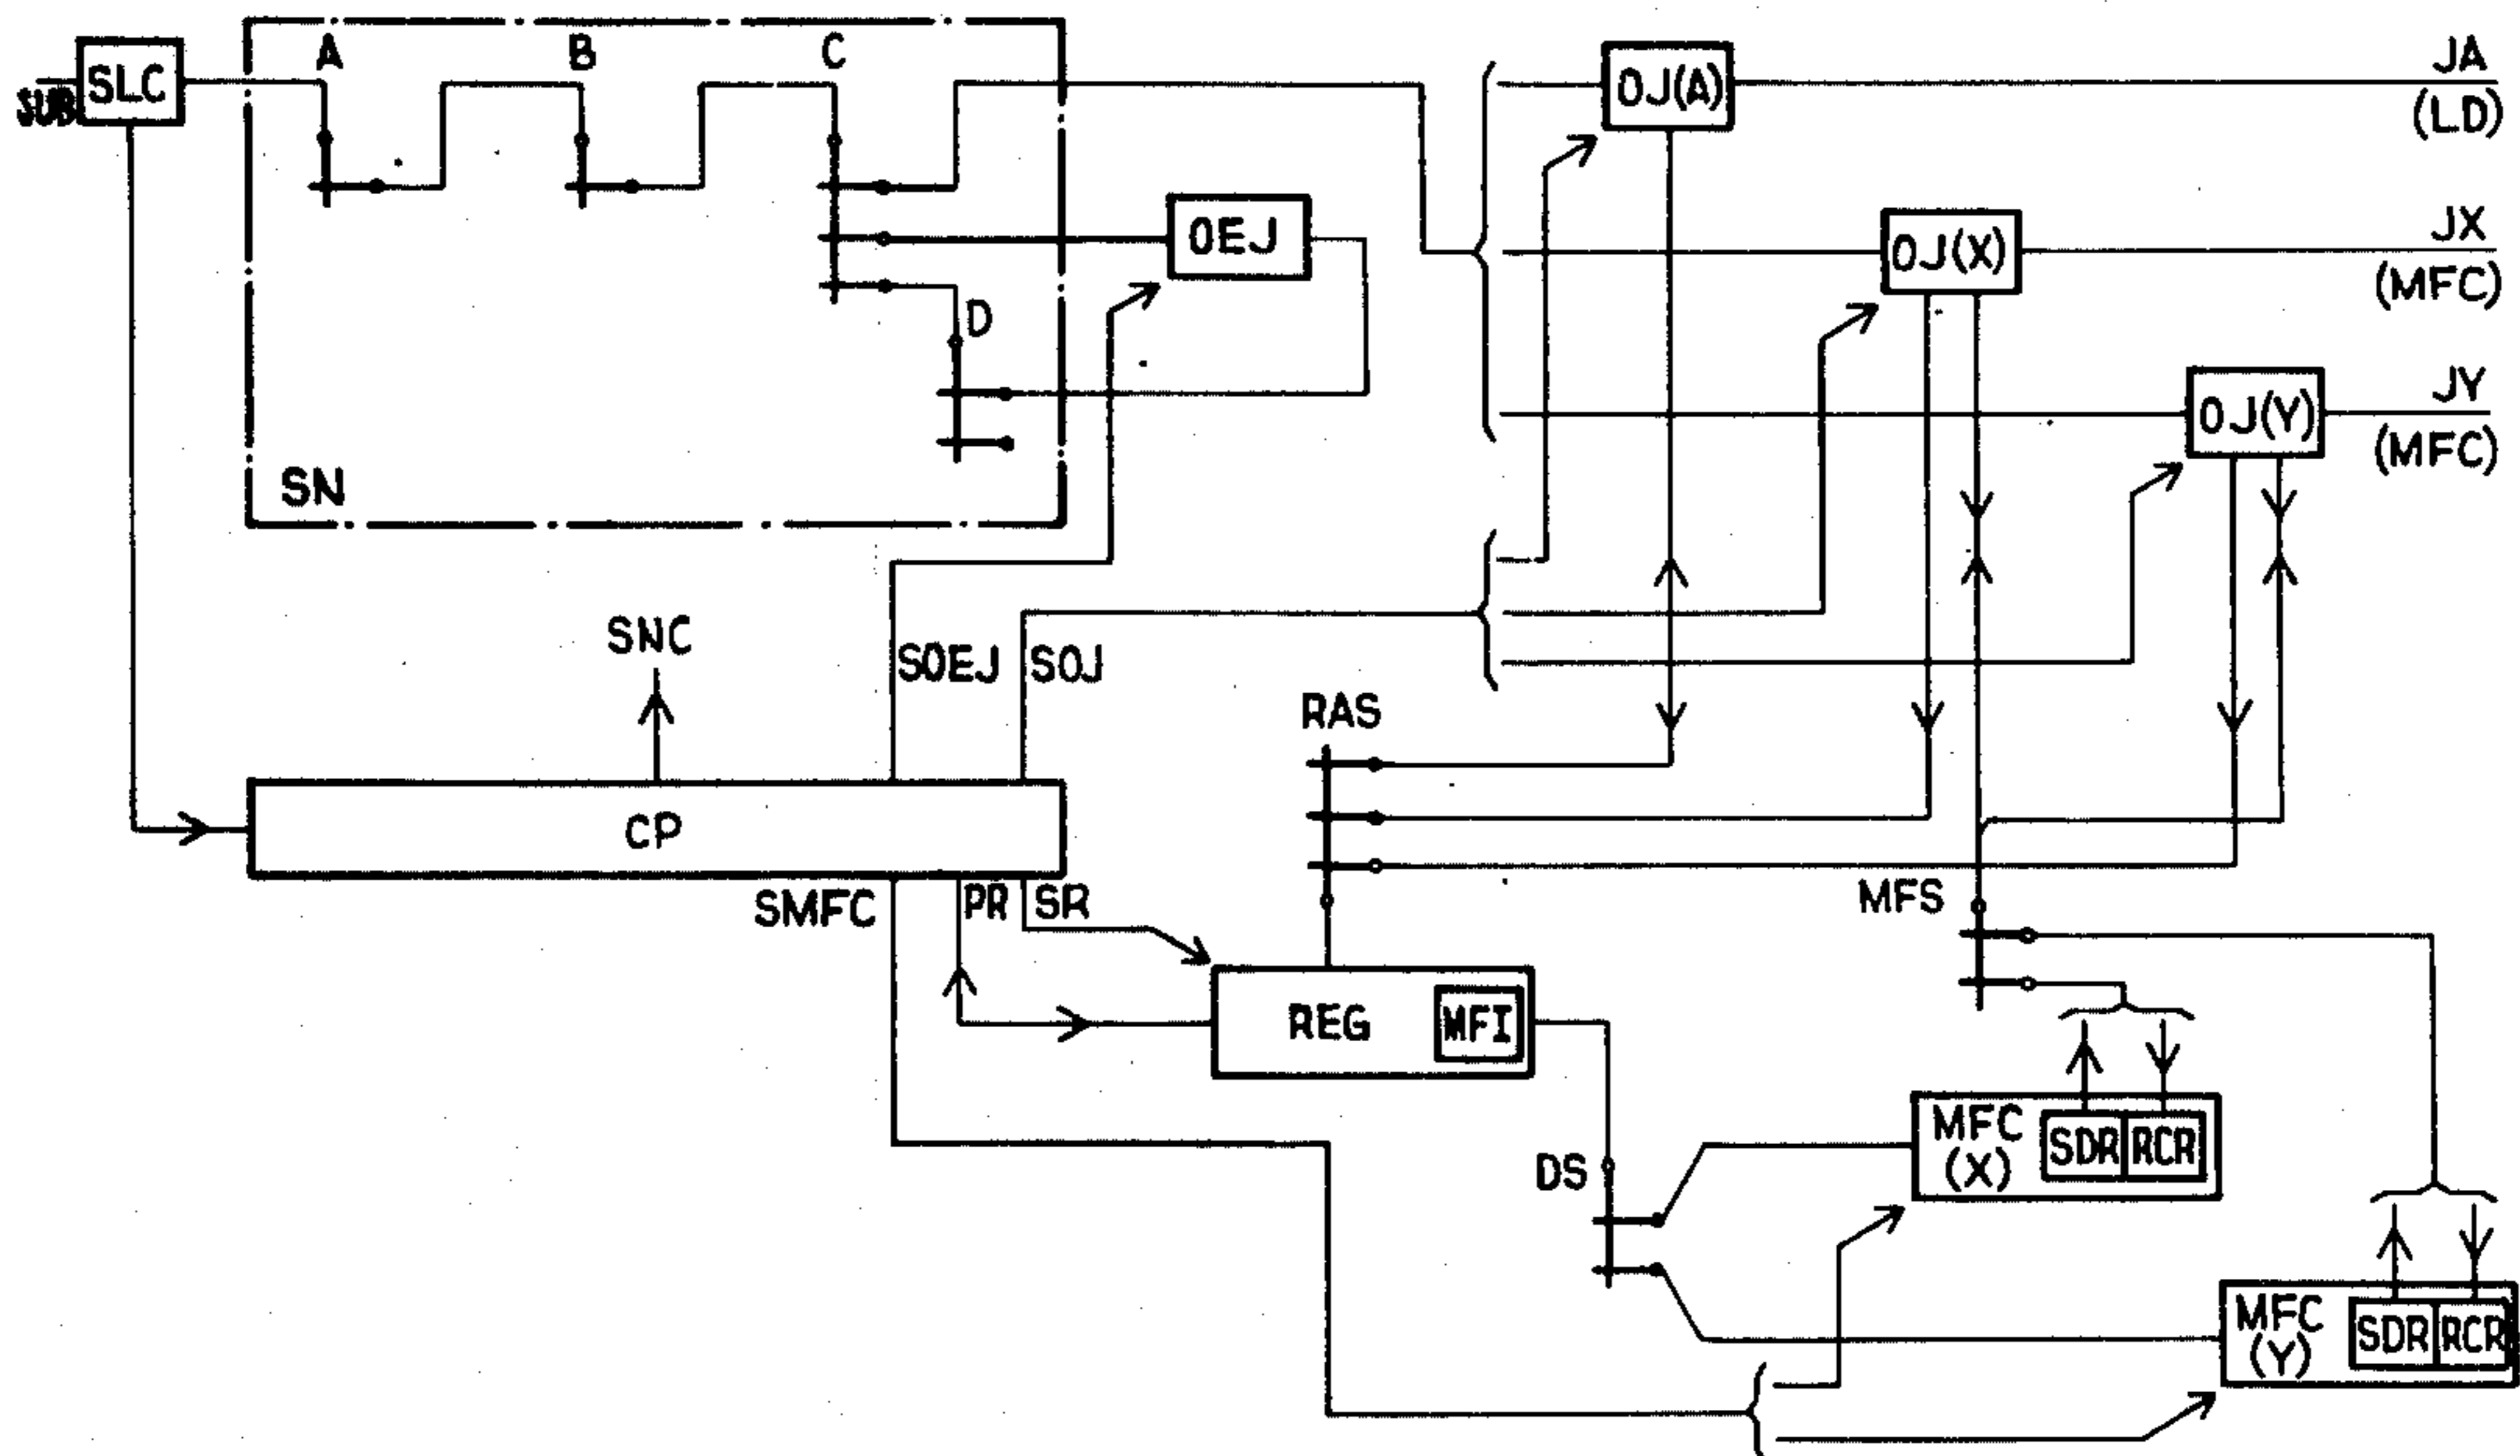 SUB
SLC
A
B
C
OEJ
D
SN
OJ(A)
JA
(LD)
OJ(X)
JX
(MFC)
OJ(Y)
JY
(MFC)
SNC
SOEJ
SOJ
RAS
CP
SMFC
PR
SR
MFS
REG
MFI
DS
MFC
(X)
SDR
RCR
MFC
(Y)
SDR
RCR